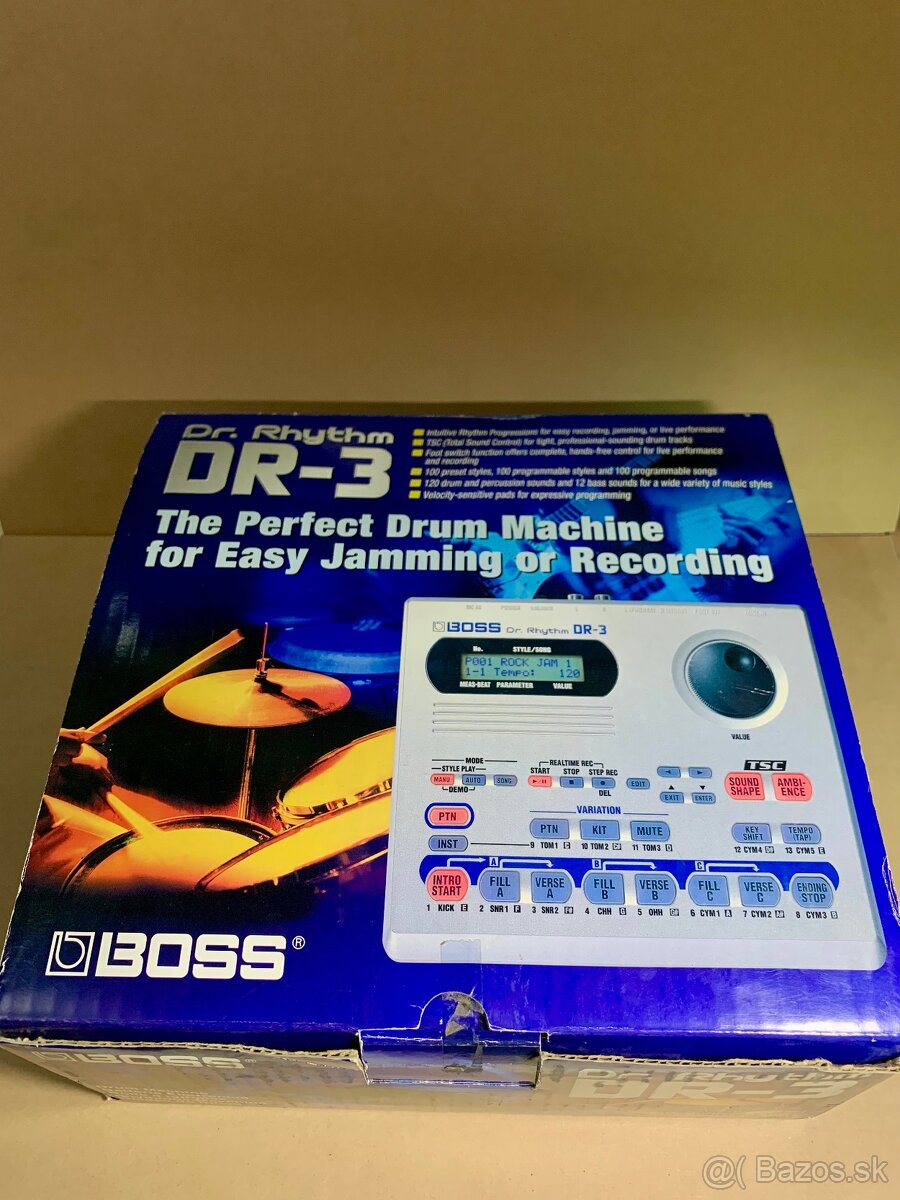 Dr. Rhythm
DR-3
Intuitive Rhythm Progressions for easy recording, jamming, or live performance
TSC (Total Sound Control) for tight, professional-sounding drum tracks
Foot switch function offers complete, hands-free control for live performance
and recording
100 preset styles, 100 programmable styles and 100 programmable songs
120 drum and percussion sounds and 12 bass sounds for a wide variety of music styles
Velocity-sensitive pads for expressive programming
The Perfect Drum Machine
for Easy Jamming or Recording
BOSS Dr. Rhythm DR-3
No. STYLE/SONG
P001 ROCK JAM 1
1-1 Tempo: 120
MEAS-BEAT PARAMETER VALUE
VALUE
MODE
STYLE PLAY
MANU AUTO SONG
DEMO
REALTIME REC
START STOP STEP REC
DEL
EDIT
EXIT ENTER
TSC
SOUND SHAPE
AMBI-ENCE
PTN
INST
VARIATION
PTN KIT MUTE
9 TOM1 C 10 TOM2 C# 11 TOM3 D
KEY SHIFT
TEMPO (TAP)
12 CYM4 D# 13 CYM5 E
A B C
INTRO START
FILL A
VERSE A
FILL B
VERSE B
FILL C
VERSE C
ENDING STOP
1 KICK E 2 SNR1 F 3 SNR2 F# 4 CHH G 5 OHH G# 6 CYM1 A 7 CYM2 A# 8 CYM3 B
BOSS®
BOSS
Dr. Rhythm
DR-3
@( Bazos.sk